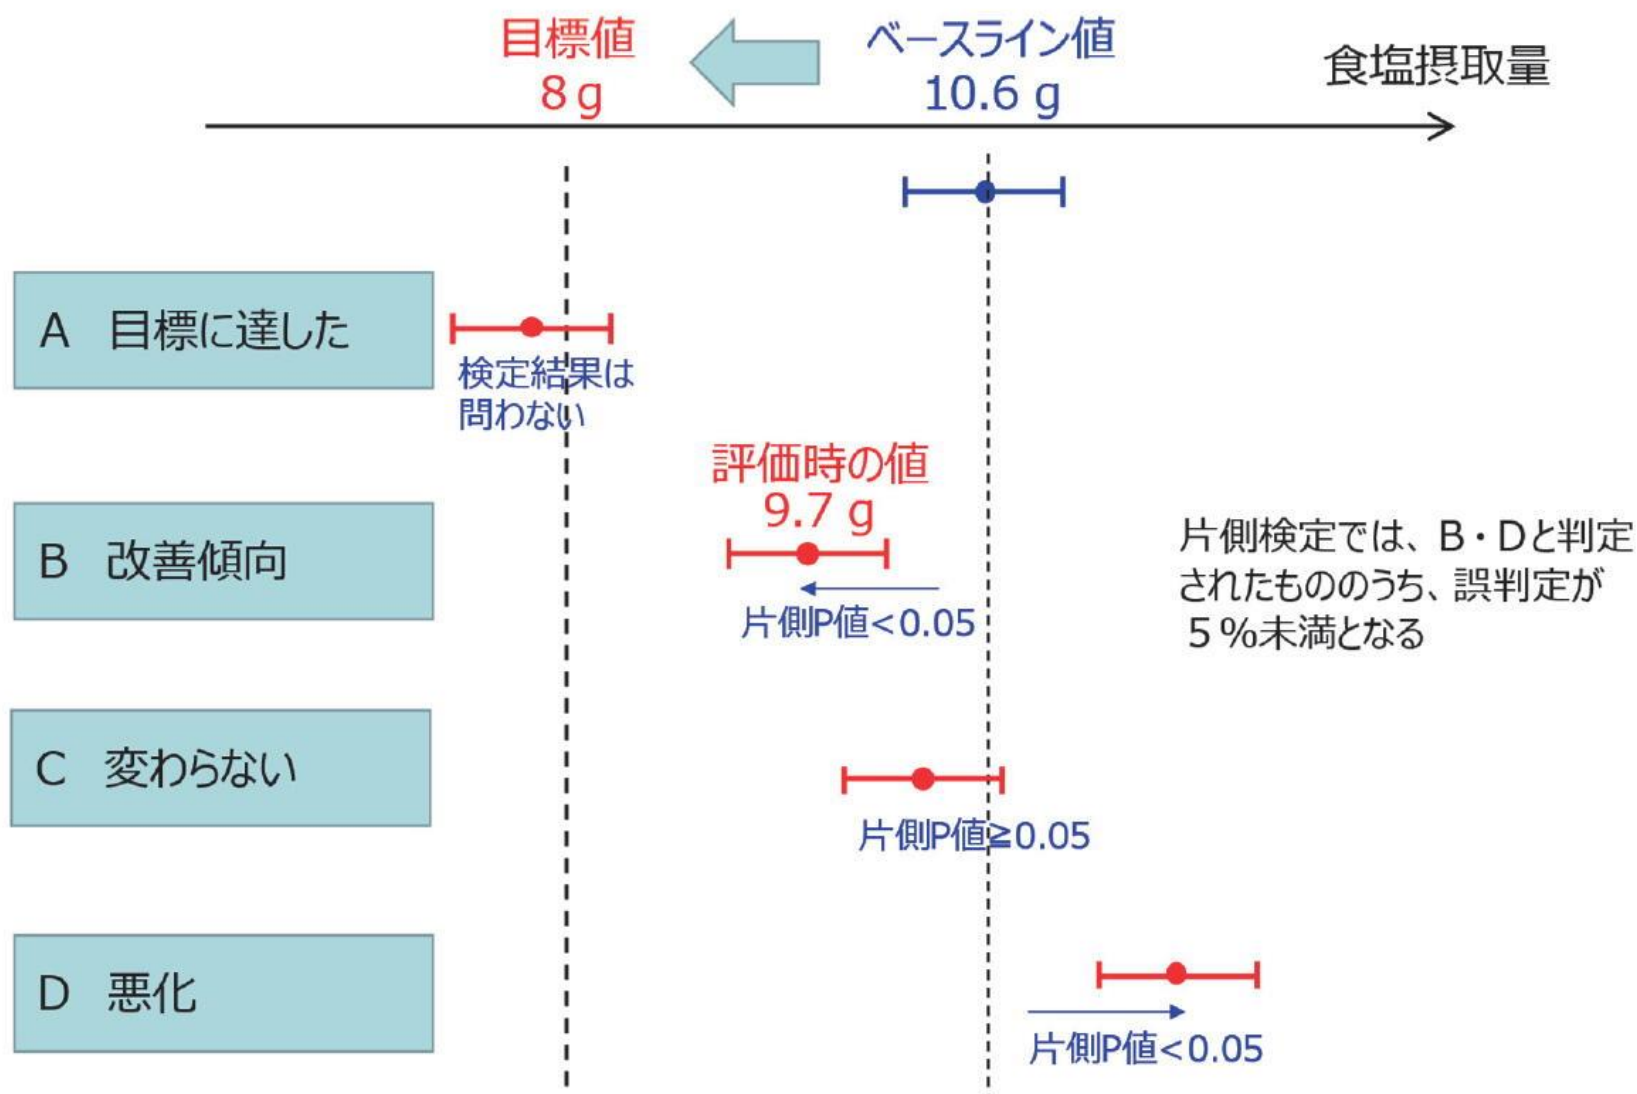 目標値
8 g
ベースライン値
10.6 g
食塩摂取量
A 目標に達した
検定結果は
問わない
評価時の値
9.7 g
B 改善傾向
片側P値<0.05
片側検定では、B・Dと判定
されたもののうち、誤判定が
5%未満となる
C 変わらない
片側P値≧0.05
D 悪化
片側P値<0.05